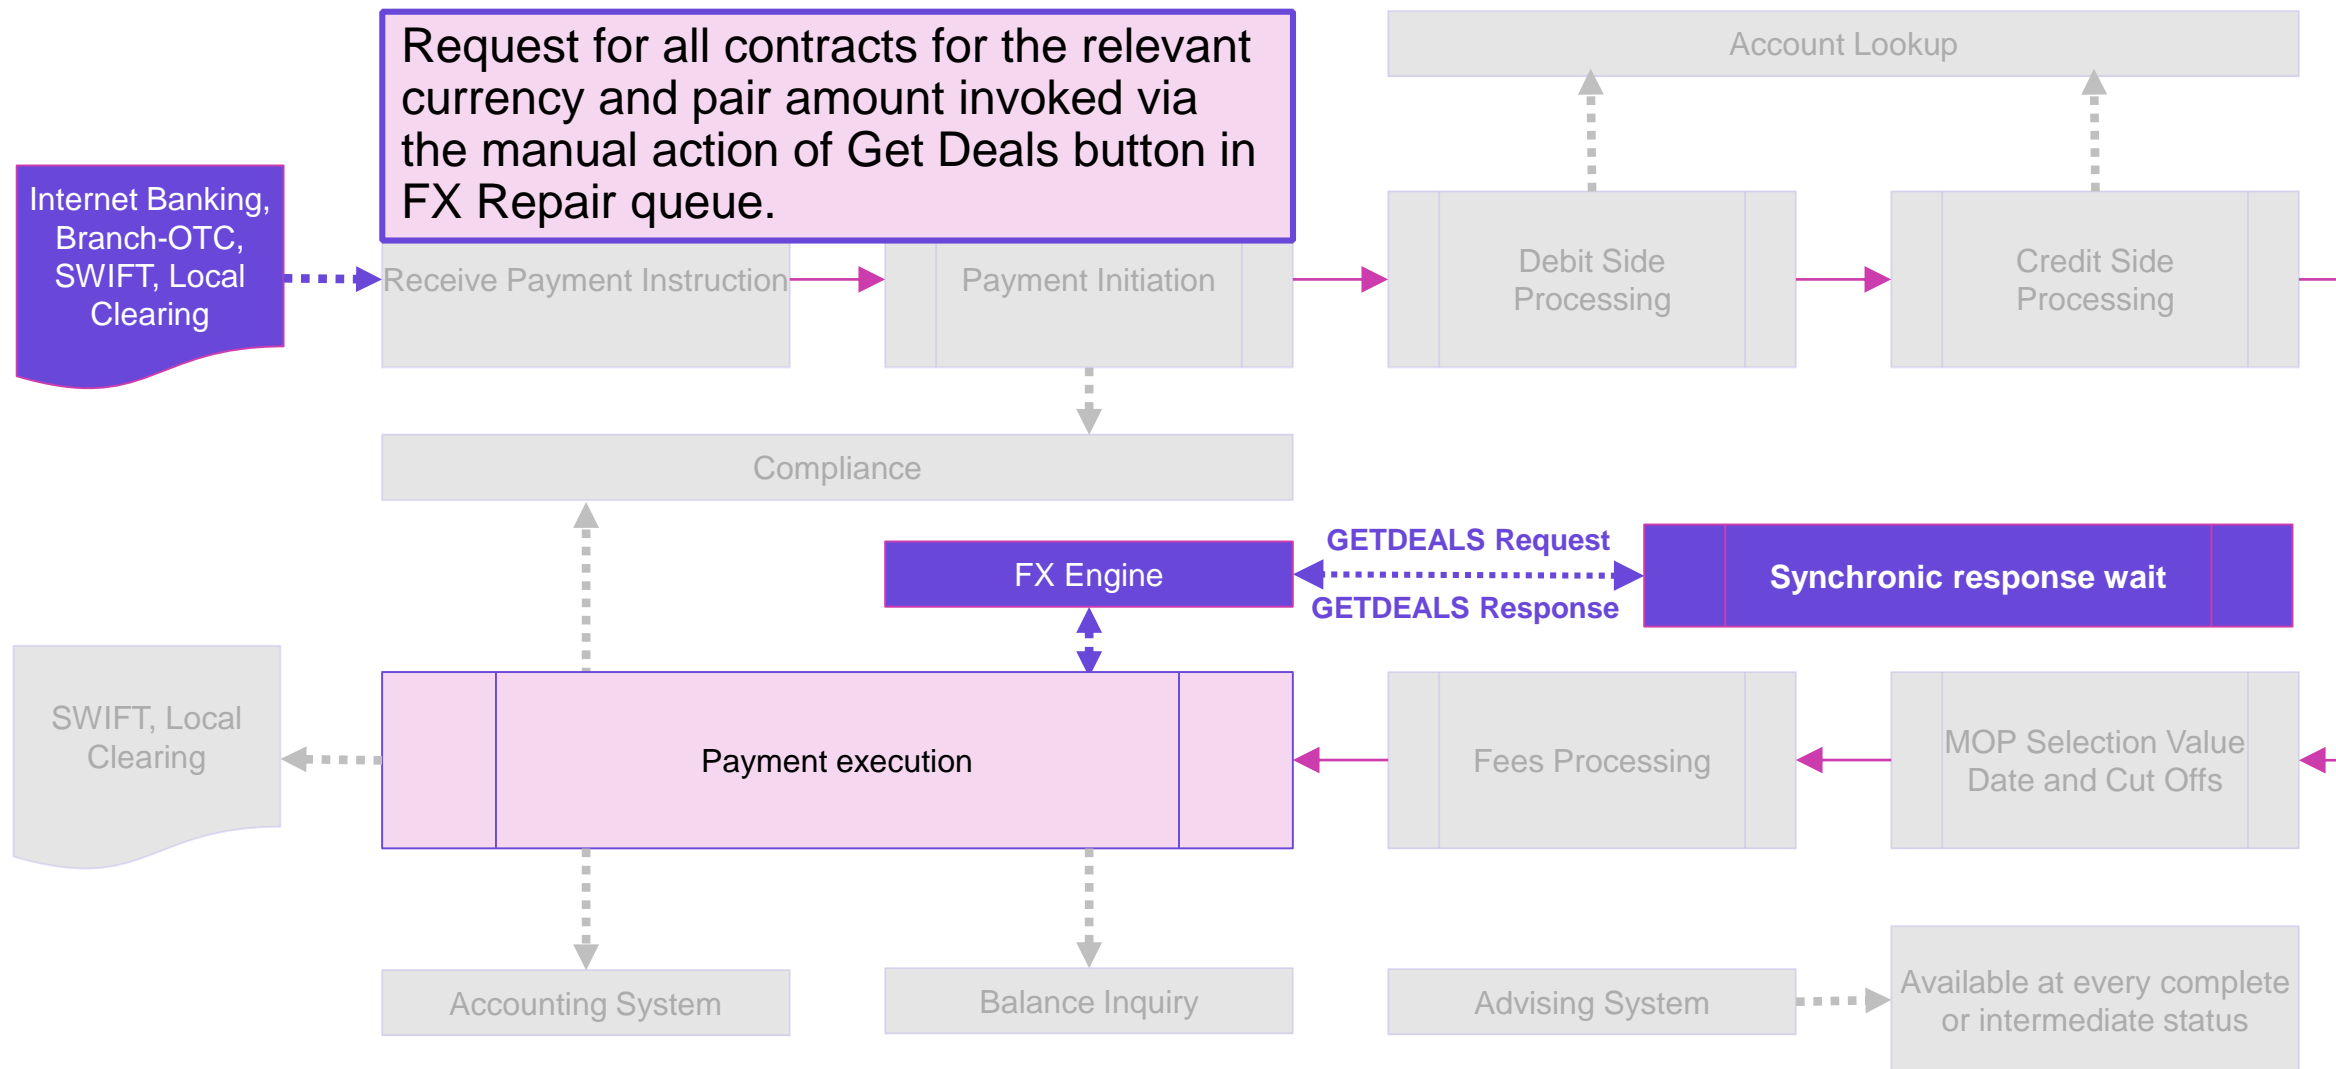 Request for all contracts for the relevant
currency and pair amount invoked via
the manual action of Get Deals button in
FX Repair queue.
Account Lookup
Internet Banking,
Branch-OTC,
SWIFT, Local
Clearing
Receive Payment Instruction
Payment Initiation
Debit Side
Processing
Credit Side
Processing
Compliance
FX Engine
GETDEALS Request
GETDEALS Response
Synchronic response wait
SWIFT, Local
Clearing
Payment execution
Fees Processing
MOP Selection Value
Date and Cut Offs
Accounting System
Balance Inquiry
Advising System
Available at every complete
or intermediate status